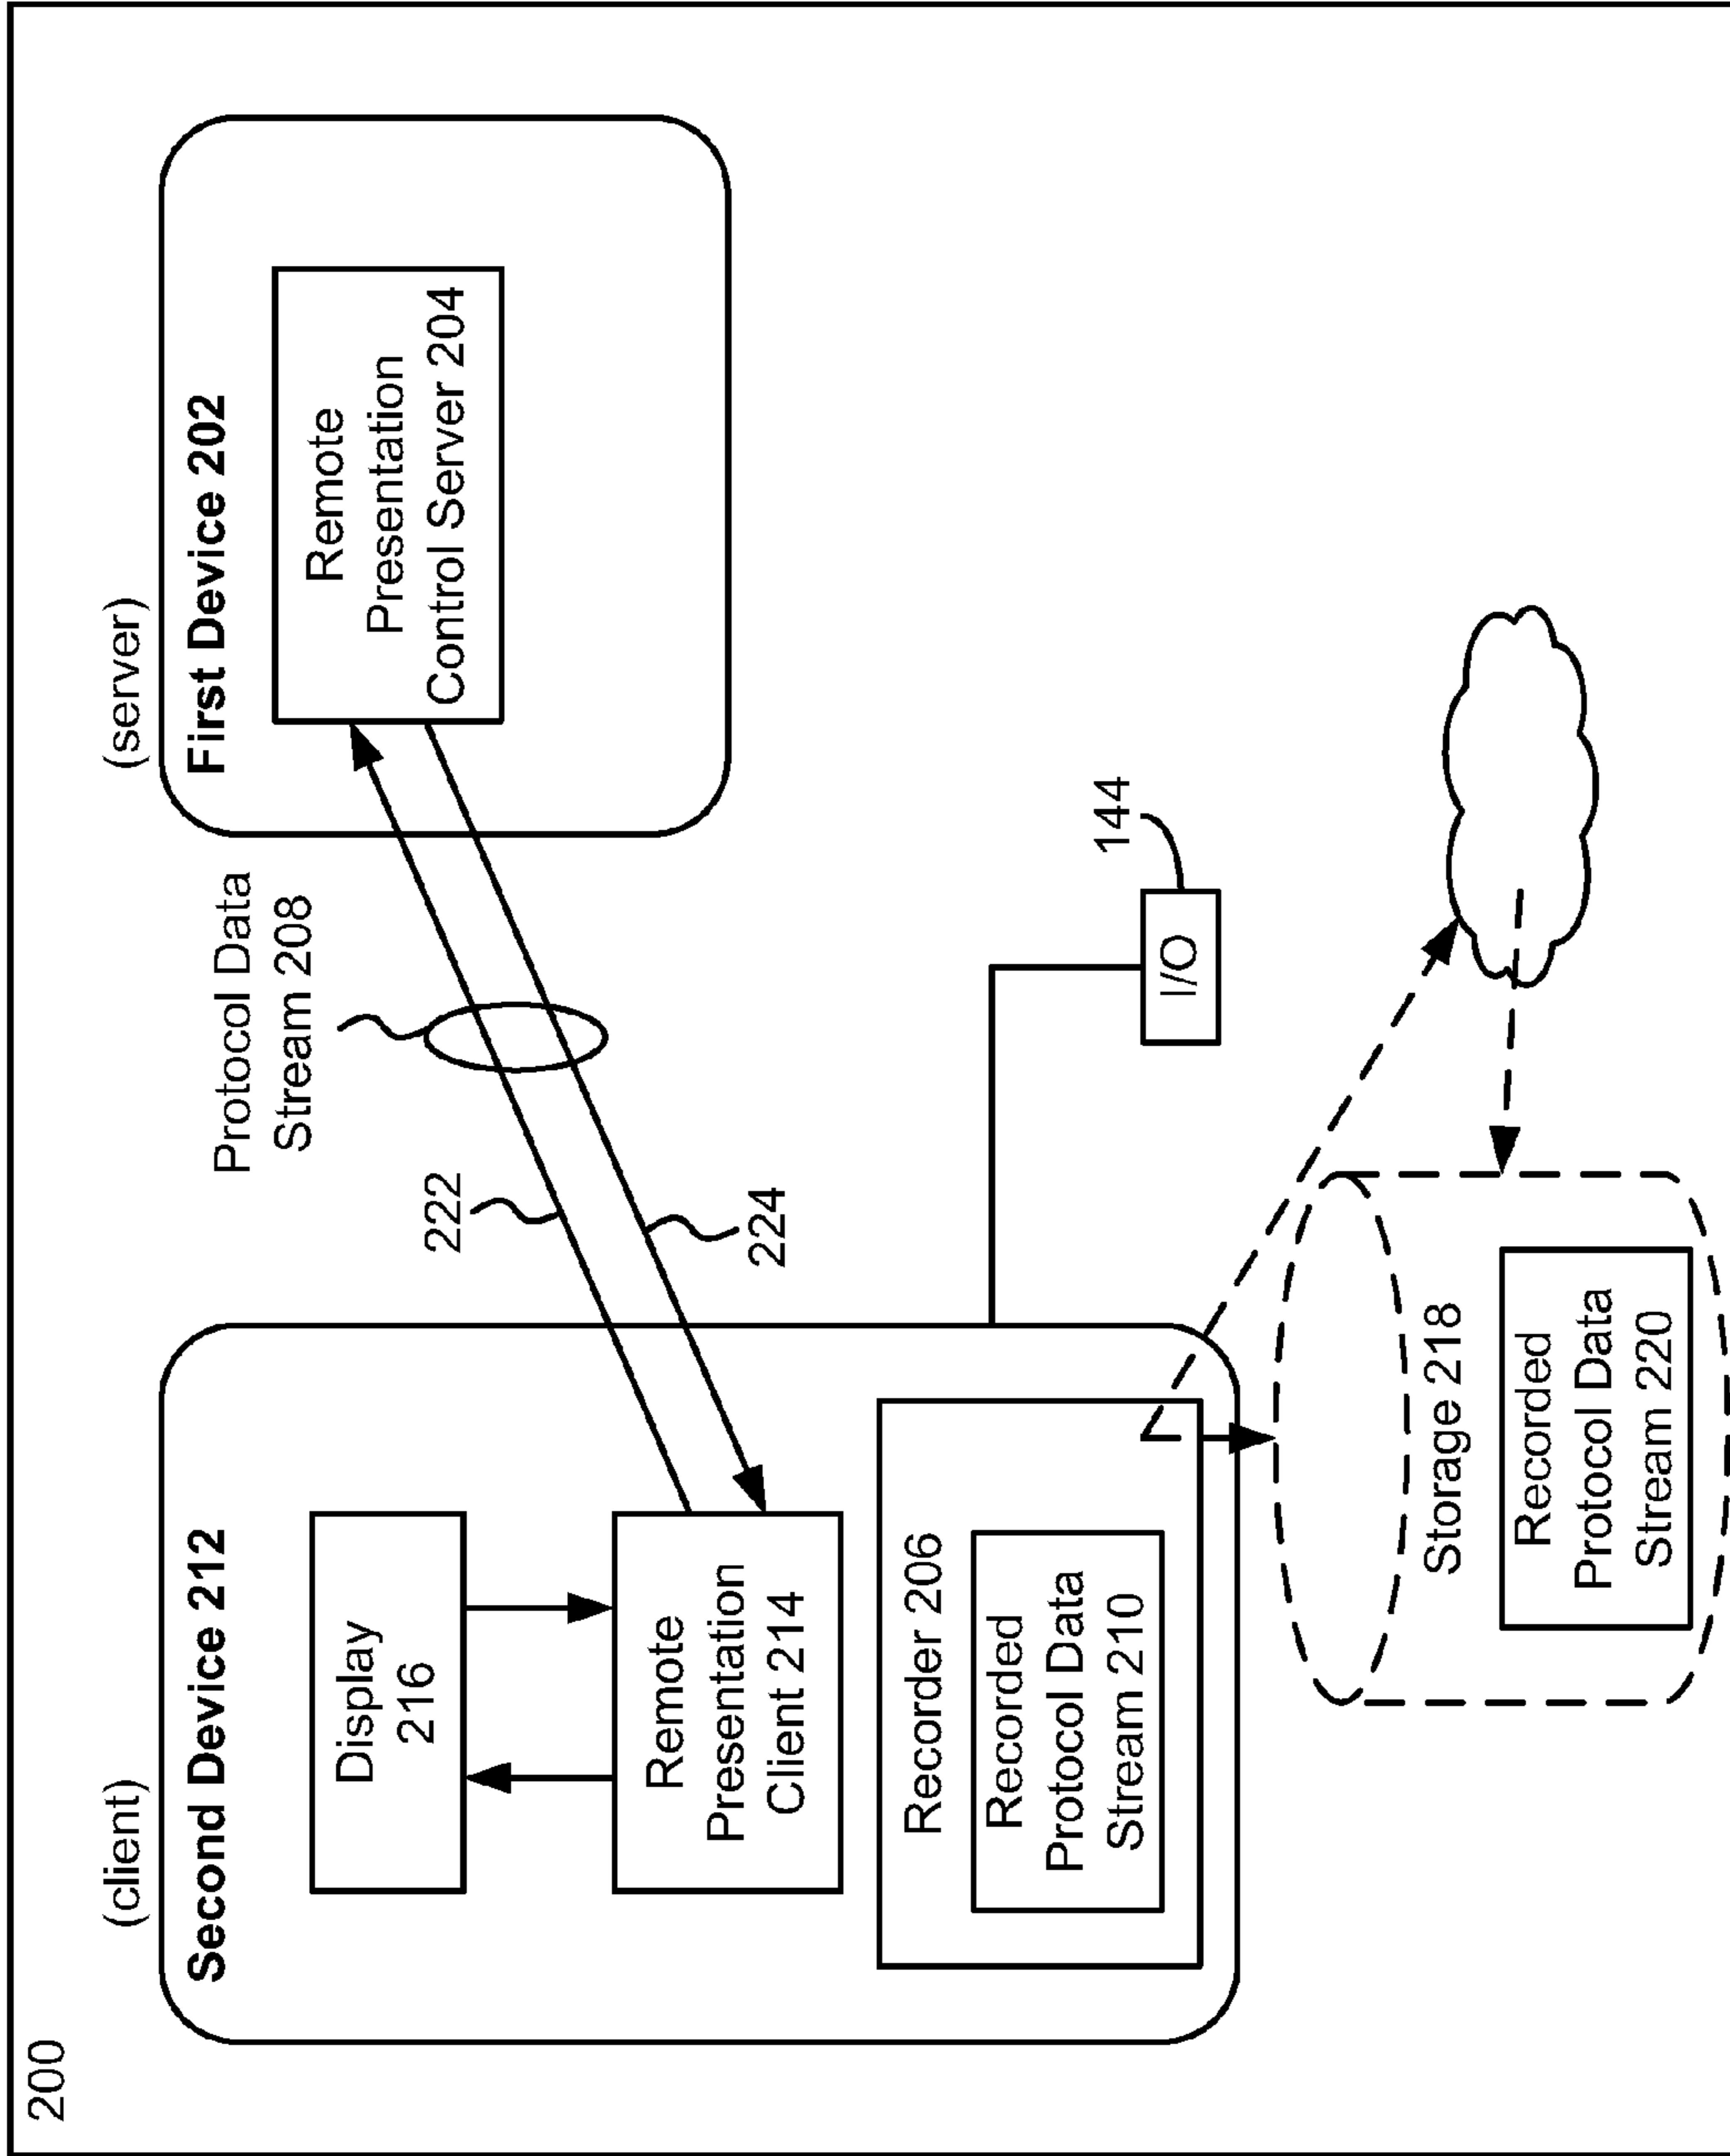 200
(client)
Second Device 212
Display
216
Remote
Presentation
Client 214
Recorder 206
Recorded
Protocol Data
Stream 210
222
224
Protocol Data
Stream 208
(server)
First Device 202
Remote
Presentation
Control Server 204
I/O
144
Storage 218
Recorded
Protocol Data
Stream 220